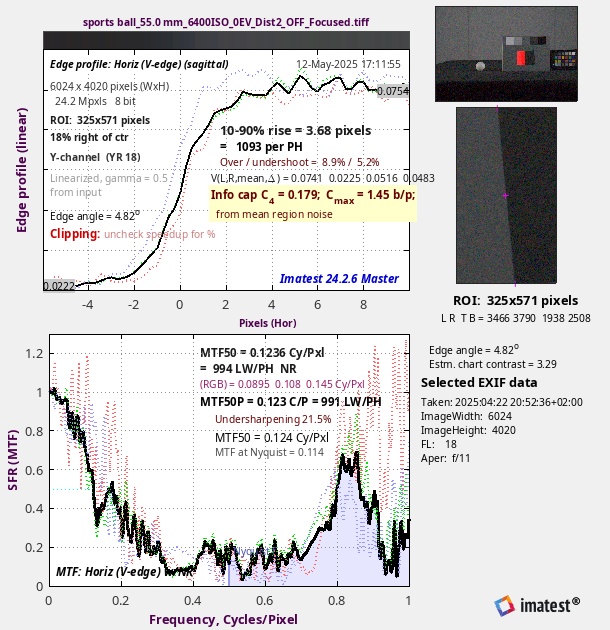 sports ball_55.0 mm_6400ISO_0EV_Dist2_OFF_Focused.tiff
Edge profile: Horiz (V-edge) (sagittal)
12-May-2025 17:11:55
6024 x 4020 pixels (WxH)
24.2 Mpxls 8 bit
0.0754
ROI: 325x571 pixels
18% right of ctr
10-90% rise = 3.68 pixels
= 1093 per PH
Y-channel (YR 18)
Over / undershoot = 8.9% / 5.2%
Linearized, gamma = 0.5
from input
V(L,R,mean,Δ) = 0.0741 0.0225 0.0516 0.0483
Info cap C4 = 0.179; Cmax = 1.45 b/p;
from mean region noise
Edge angle = 4.82o
Clipping: uncheck speedup for %
Imatest 24.2.6 Master
0.0222
Edge profile (linear)
-4 -2 0 2 4 6 8
Pixels (Hor)
ROI: 325x571 pixels
L R T B = 3466 3790 1938 2508
Edge angle = 4.82o
Estm. chart contrast = 3.29
Selected EXIF data
Taken: 2025:04:22 20:52:36+02:00
ImageWidth: 6024
ImageHeight: 4020
FL: 18
Aper: f/11
MTF50 = 0.1236 Cy/Pxl
= 994 LW/PH NR
(RGB) = 0.0895 0.108 0.145 Cy/Pxl
MTF50P = 0.123 C/P = 991 LW/PH
Undersharpening 21.5%
MTF50 = 0.124 Cy/Pxl
MTF at Nyquist = 0.114
Nyquist
MTF: Horiz (V-edge)
SFR (MTF)
1.2
1
0.8
0.6
0.4
0.2
0
0 0.2 0.4 0.6 0.8 1
Frequency, Cycles/Pixel
imatest®